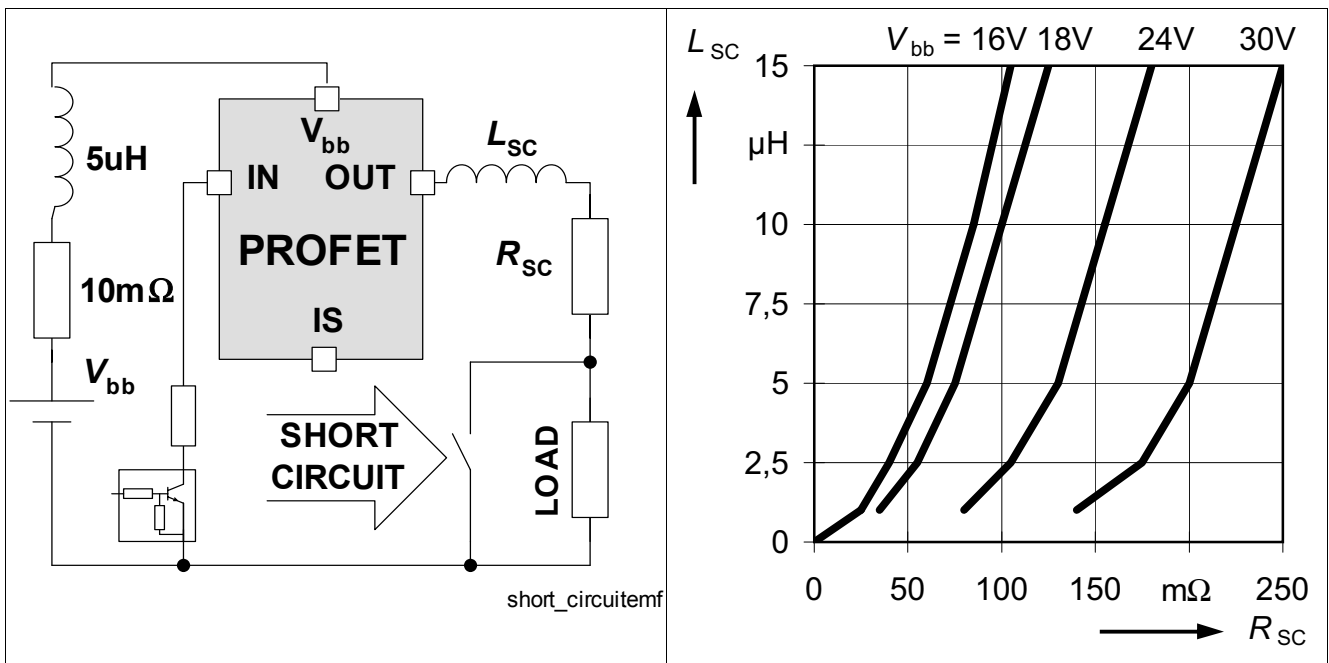 V bb
5uH
IN OUT
L SC
PROFET
R SC
10mΩ
IS
V bb
SHORT
CIRCUIT
LOAD
short_circuitemf
L SC
V bb = 16V 18V 24V 30V
15
µH
10
7,5
5
2,5
0
0 50 100 150 mΩ 250
R SC